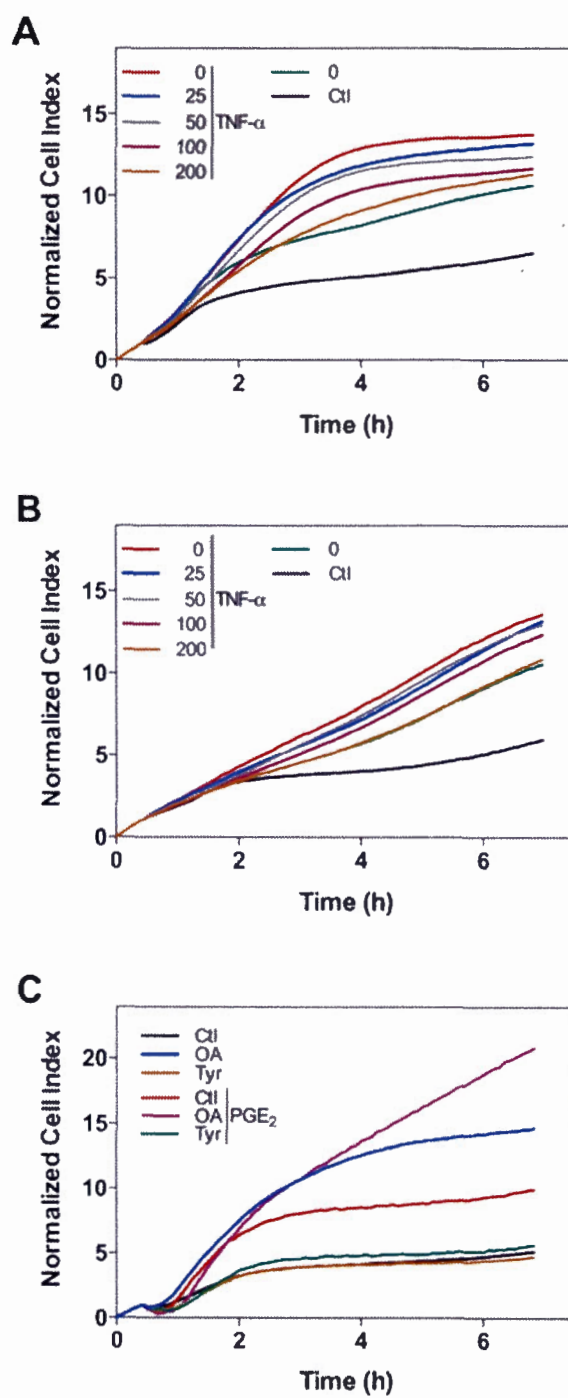 A
Normalized Cell Index
15
10
5
0
0 0
25 Ctl
50 TNF-α
100
200
0 2 4 6
Time (h)
B
Normalized Cell Index
15
10
5
0
0 0
25 Ctl
50 TNF-α
100
200
0 2 4 6
Time (h)
C
Normalized Cell Index
20
15
10
5
0
Ctl
OA
Tyr
Ctl
OA PGE₂
Tyr
0 2 4 6
Time (h)